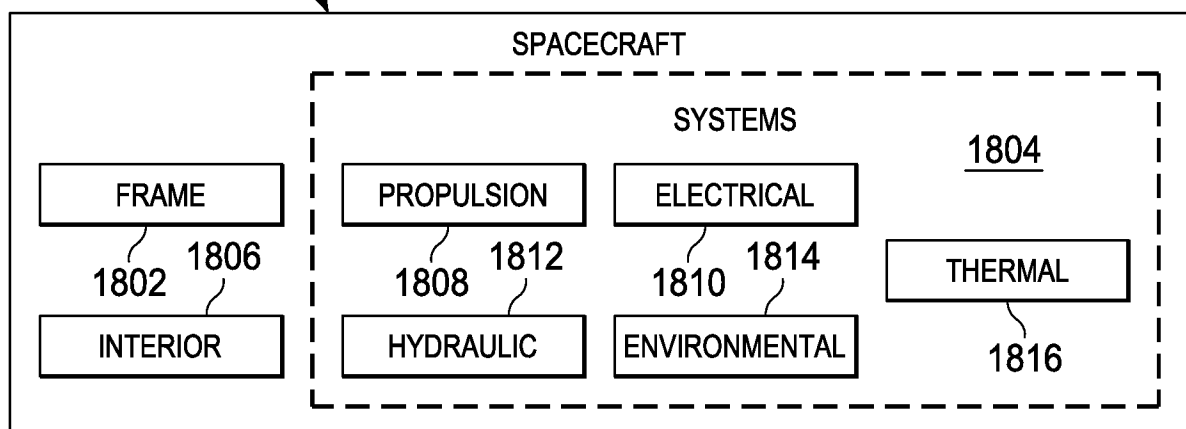 SPACECRAFT
SYSTEMS
1804
FRAME
PROPULSION
ELECTRICAL
1802
1806
1808
1812
1810
1814
THERMAL
INTERIOR
HYDRAULIC
ENVIRONMENTAL
1816